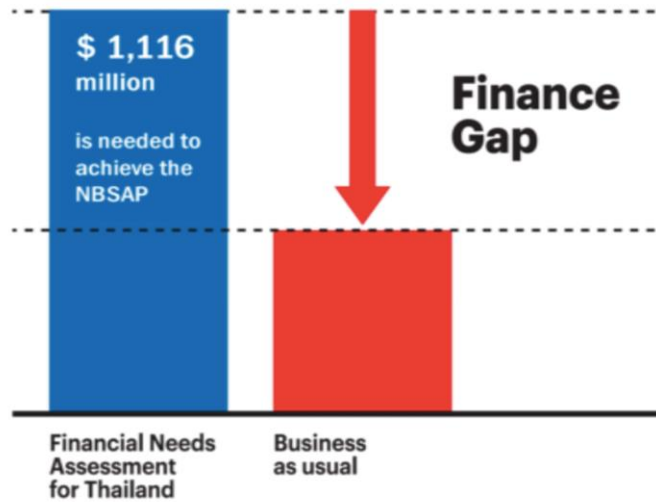 $ 1,116
million
is needed to
achieve the
NBSAP
Finance
Gap
Financial Needs
Assessment
for Thailand
Business
as usual